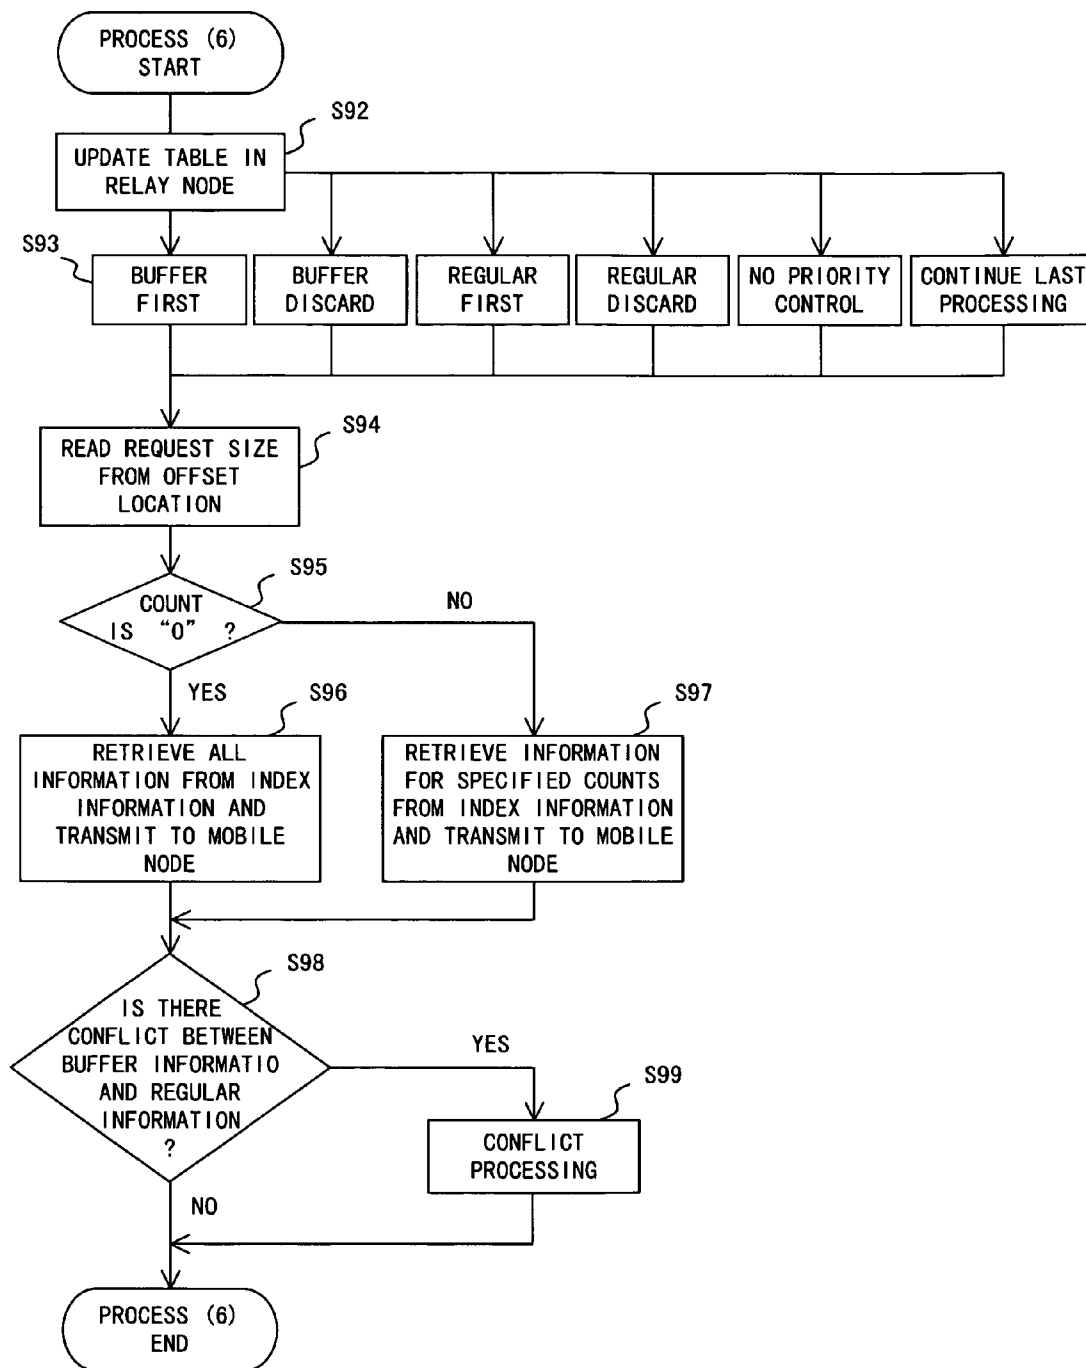 PROCESS (6)
START
S92
UPDATE TABLE IN
RELAY NODE
S93
BUFFER
FIRST
BUFFER
DISCARD
REGULAR
FIRST
REGULAR
DISCARD
NO PRIORITY
CONTROL
CONTINUE LAST
PROCESSING
S94
READ REQUEST SIZE
FROM OFFSET
LOCATION
S95
COUNT
IS "0" ?
NO
YES
S96
RETRIEVE ALL
INFORMATION FROM INDEX
INFORMATION AND
TRANSMIT TO MOBILE
NODE
S97
RETRIEVE INFORMATION
FOR SPECIFIED COUNTS
FROM INDEX INFORMATION
AND TRANSMIT TO MOBILE
NODE
S98
IS THERE
CONFLICT BETWEEN
BUFFER INFORMATIO
AND REGULAR
INFORMATION
?
YES
S99
CONFLICT
PROCESSING
NO
PROCESS (6)
END